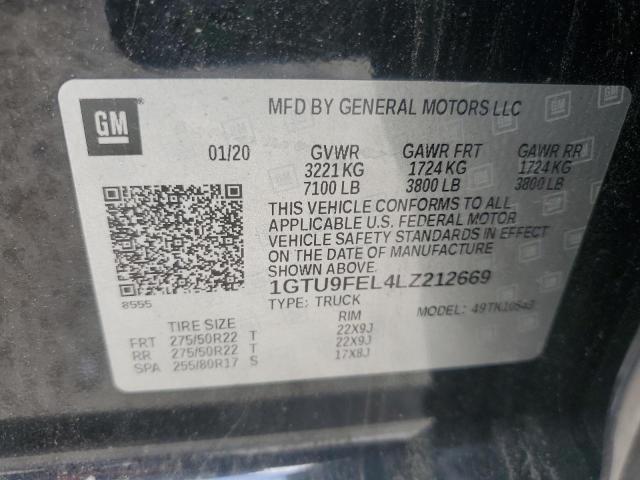 GM
MFD BY GENERAL MOTORS LLC
01/20 GVWR GAWR FRT GAWR RR
3221 KG 1724 KG 1724 KG
7100 LB 3800 LB 3800 LB
THIS VEHICLE CONFORMS TO ALL
APPLICABLE U.S. FEDERAL MOTOR
VEHICLE SAFETY STANDARDS IN EFFECT
ON THE DATE OF MANUFACTURE
SHOWN ABOVE.
8555
1GTU9FEL4LZ212669
TYPE: TRUCK MODEL: 49TK10543
TIRE SIZE RIM
FRT 275/50R22 T 22X9J
RR 275/50R22 T 22X9J
SPA 255/80R17 S 17X8J